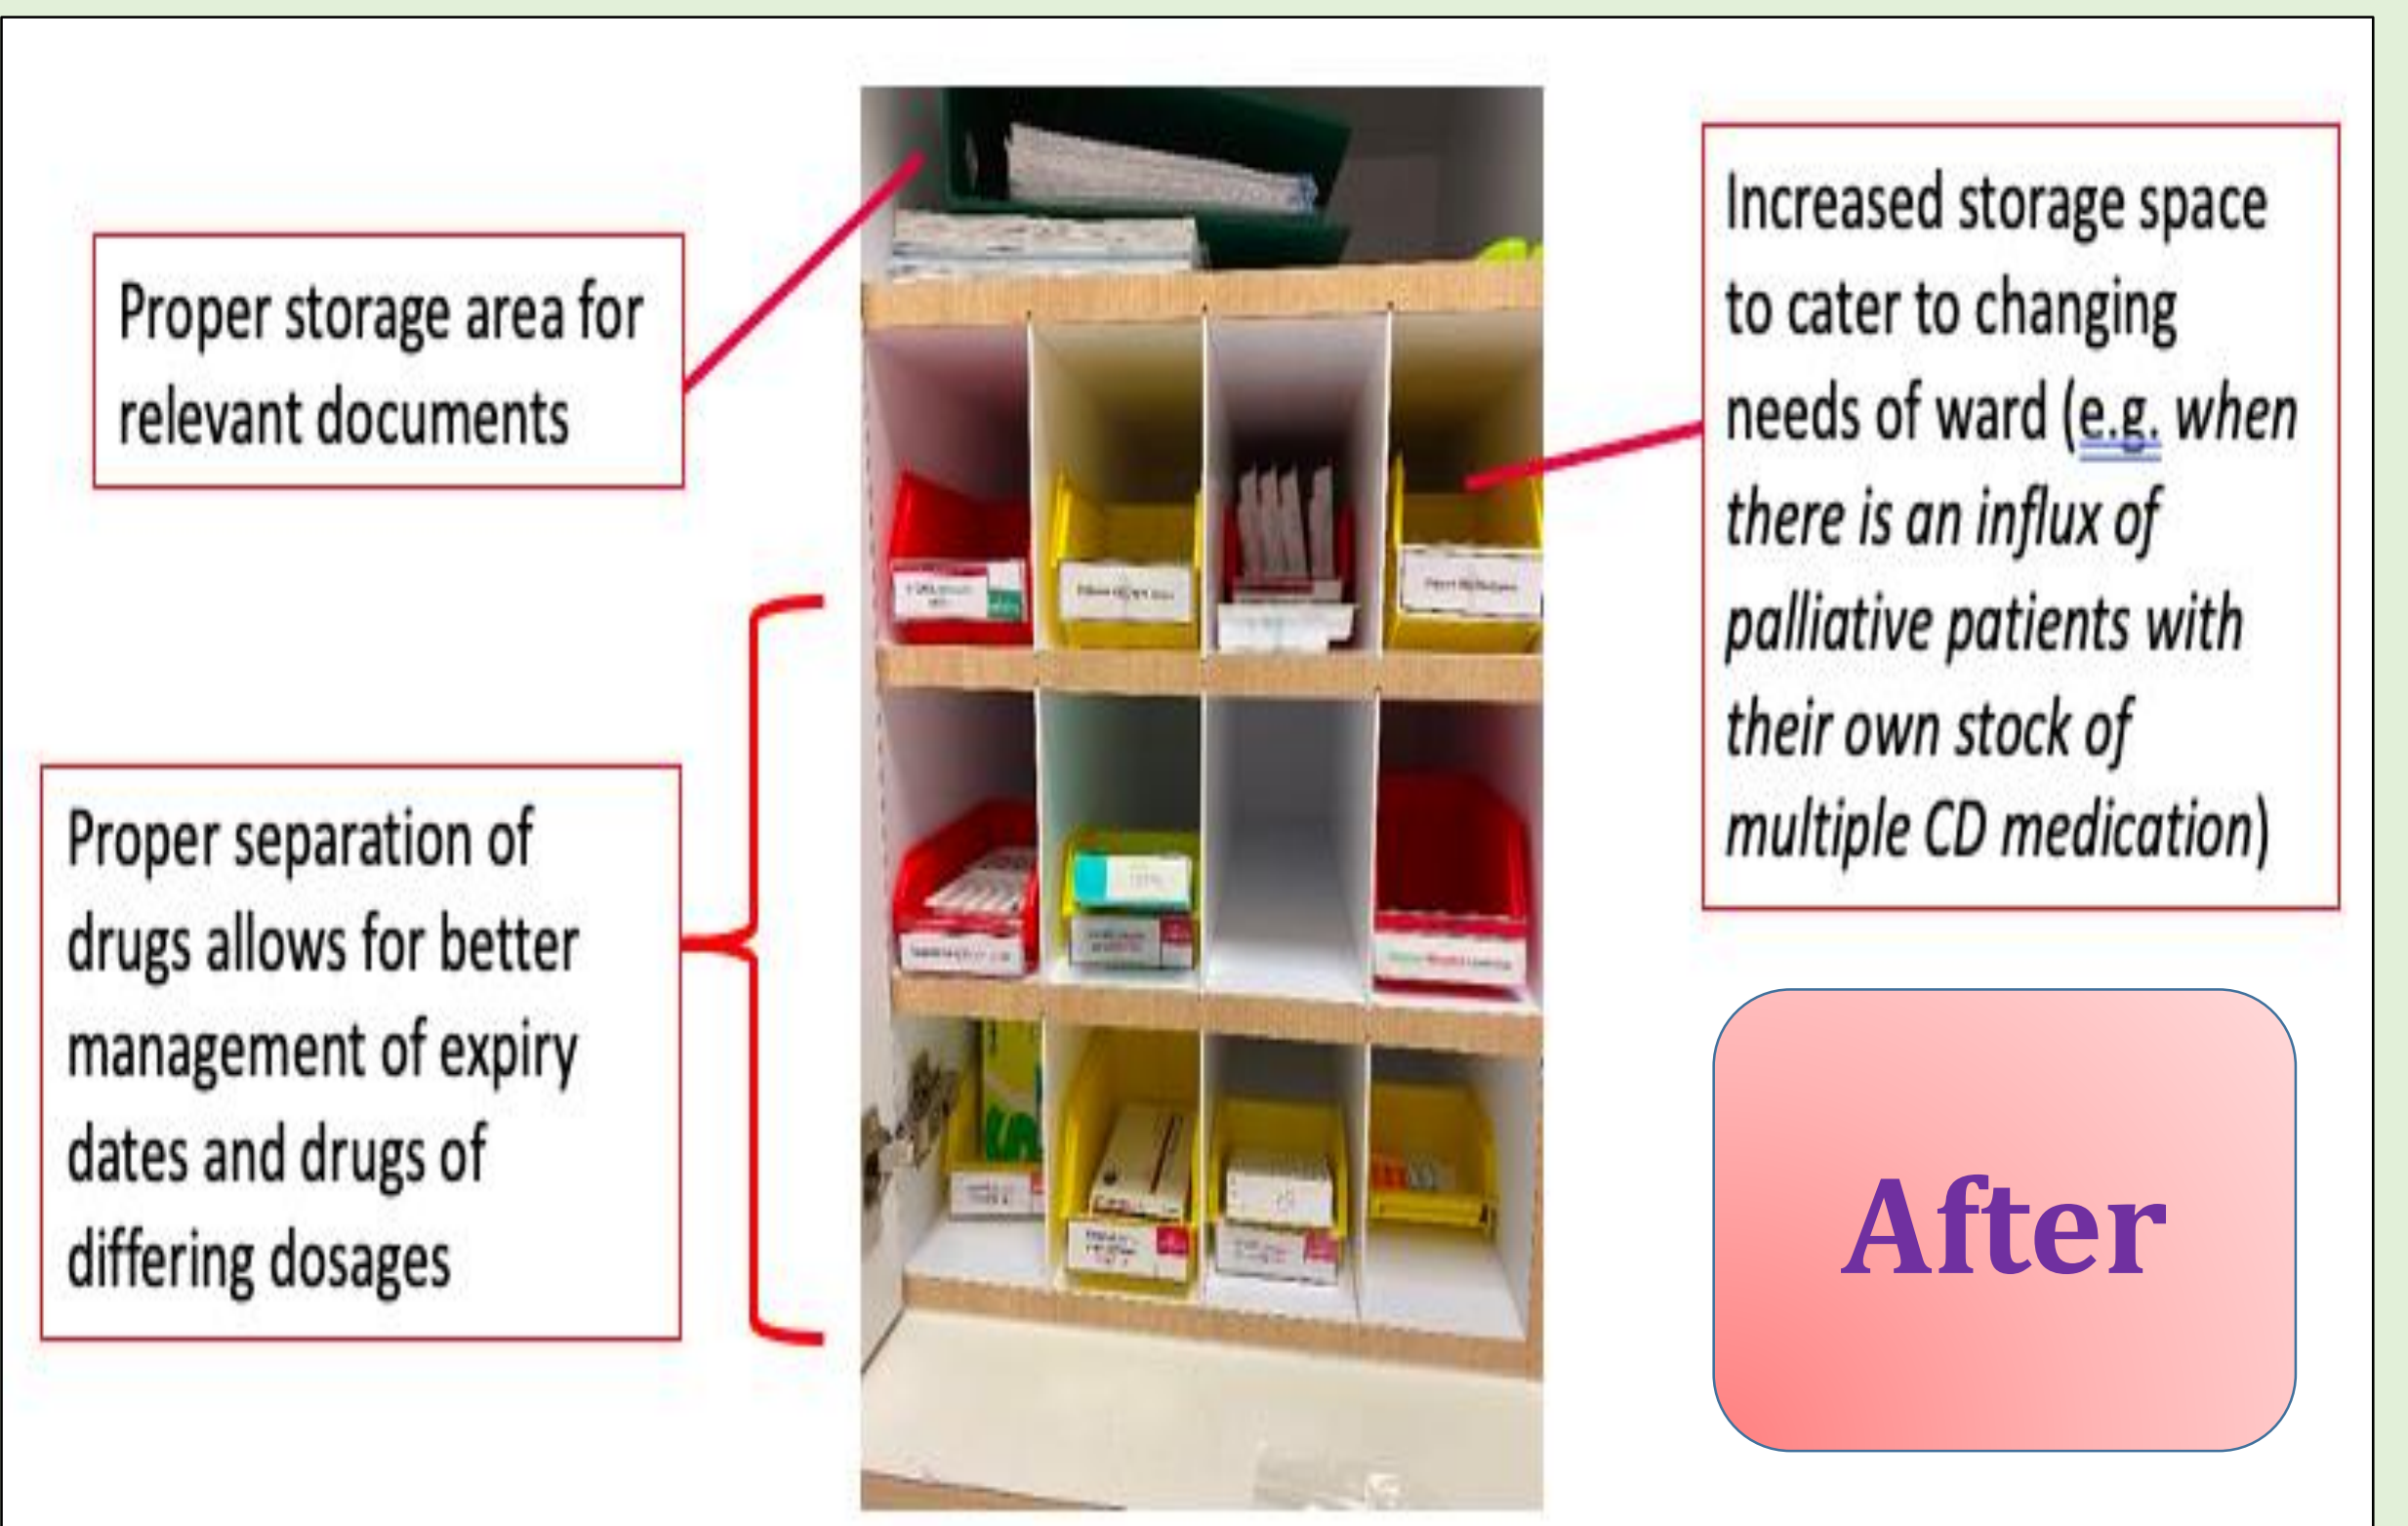 Proper storage area for
relevant documents
Proper separation of
drugs allows for better
management of expiry
dates and drugs of
differing dosages
Increased storage space
to cater to changing
needs of ward (e.g. when
there is an influx of
palliative patients with
their own stock of
multiple CD medication)
After